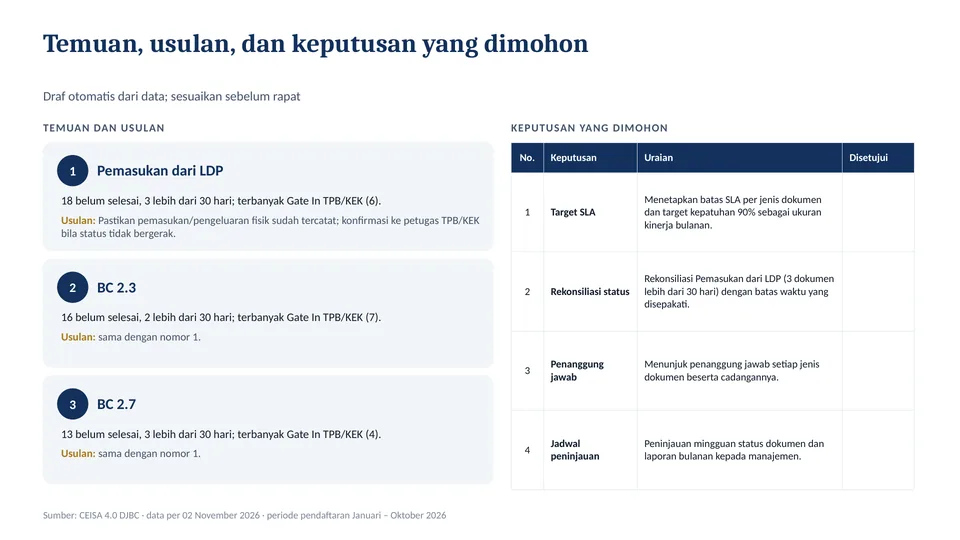 Temuan, usulan, dan keputusan yang dimohon
Draf otomatis dari data; sesuaikan sebelum rapat
TEMUAN DAN USULAN
1
Pemasukan dari LDP
18 belum selesai, 3 lebih dari 30 hari; terbanyak Gate In TPB/KEK (6).
Usulan: Pastikan pemasukan/pengeluaran fisik sudah tercatat; konfirmasi ke petugas TPB/KEK
bila status tidak bergerak.
2
BC 2.3
16 belum selesai, 2 lebih dari 30 hari; terbanyak Gate In TPB/KEK (7).
Usulan: sama dengan nomor 1.
3
BC 2.7
13 belum selesai, 3 lebih dari 30 hari; terbanyak Gate In TPB/KEK (4).
Usulan: sama dengan nomor 1.
KEPUTUSAN YANG DIMOHON
No. Keputusan Uraian Disetujui
1 Target SLA
Menetapkan batas SLA per jenis dokumen
dan target kepatuhan 90% sebagai ukuran
kinerja bulanan.
2 Rekonsiliasi status
Rekonsiliasi Pemasukan dari LDP (3 dokumen
lebih dari 30 hari) dengan batas waktu yang
disepakati.
3 Penanggung
jawab
Menunjuk penanggung jawab setiap jenis
dokumen beserta cadangannya.
4 Jadwal
peninjauan
Peninjauan mingguan status dokumen dan
laporan bulanan kepada manajemen.
Sumber: CEISA 4.0 DJBC · data per 02 November 2026 · periode pendaftaran Januari – Oktober 2026